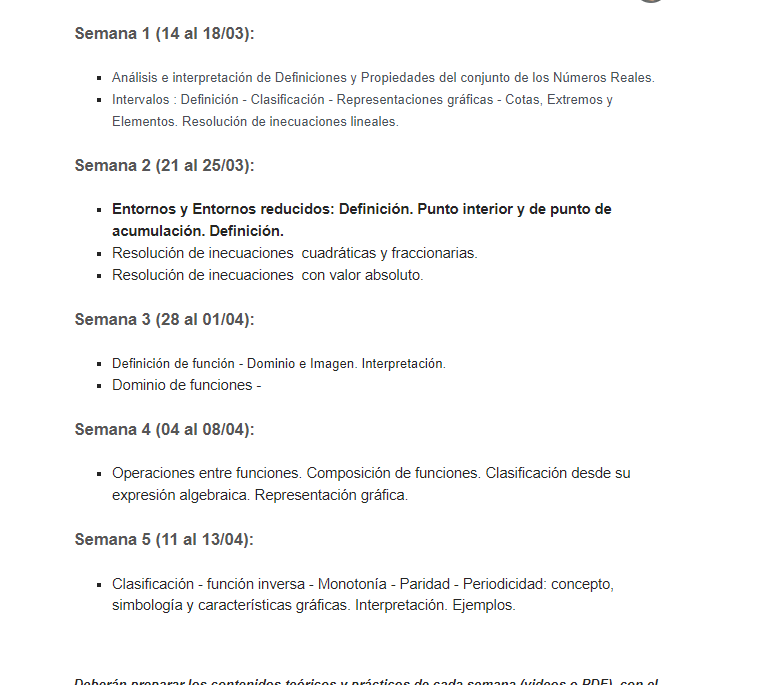 Semana 1 (14 al 18/03):
Análisis e interpretación de Definiciones y Propiedades del conjunto de los Números Reales.
Intervalos : Definición - Clasificación - Representaciones gráficas - Cotas, Extremos y
Elementos. Resolución de inecuaciones lineales.
Semana 2 (21 al 25/03):
Entornos y Entornos reducidos: Definición. Punto interior y de punto de
acumulación. Definición.
Resolución de inecuaciones  cuadráticas y fraccionarias.
Resolución de inecuaciones  con valor absoluto.
Semana 3 (28 al 01/04):
Definición de función - Dominio e Imagen. Interpretación.
Dominio de funciones -
Semana 4 (04 al 08/04):
Operaciones entre funciones. Composición de funciones. Clasificación desde su
expresión algebraica. Representación gráfica.
Semana 5 (11 al 13/04):
Clasificación - función inversa - Monotonía - Paridad - Periodicidad: concepto,
simbología y características gráficas. Interpretación. Ejemplos.
Deberán preparar los contenidos teóricos y prácticos de cada semana (videos o PDF), con el